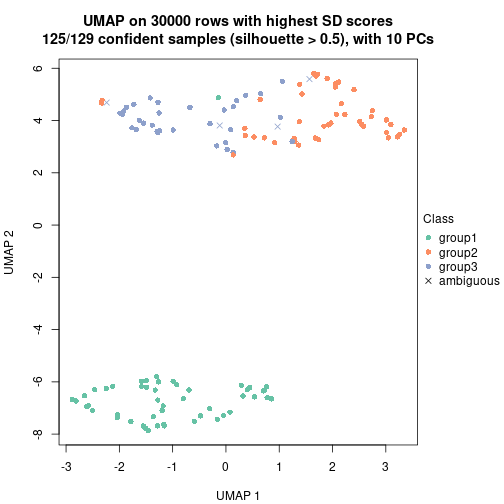 UMAP on 30000 rows with highest SD scores
125/129 confident samples (silhouette > 0.5), with 10 PCs
6
4
2
0
-2
-4
-6
-8
UMAP 2
-3 -2 -1 0 1 2 3
UMAP 1
Class
group1
group2
group3
ambiguous